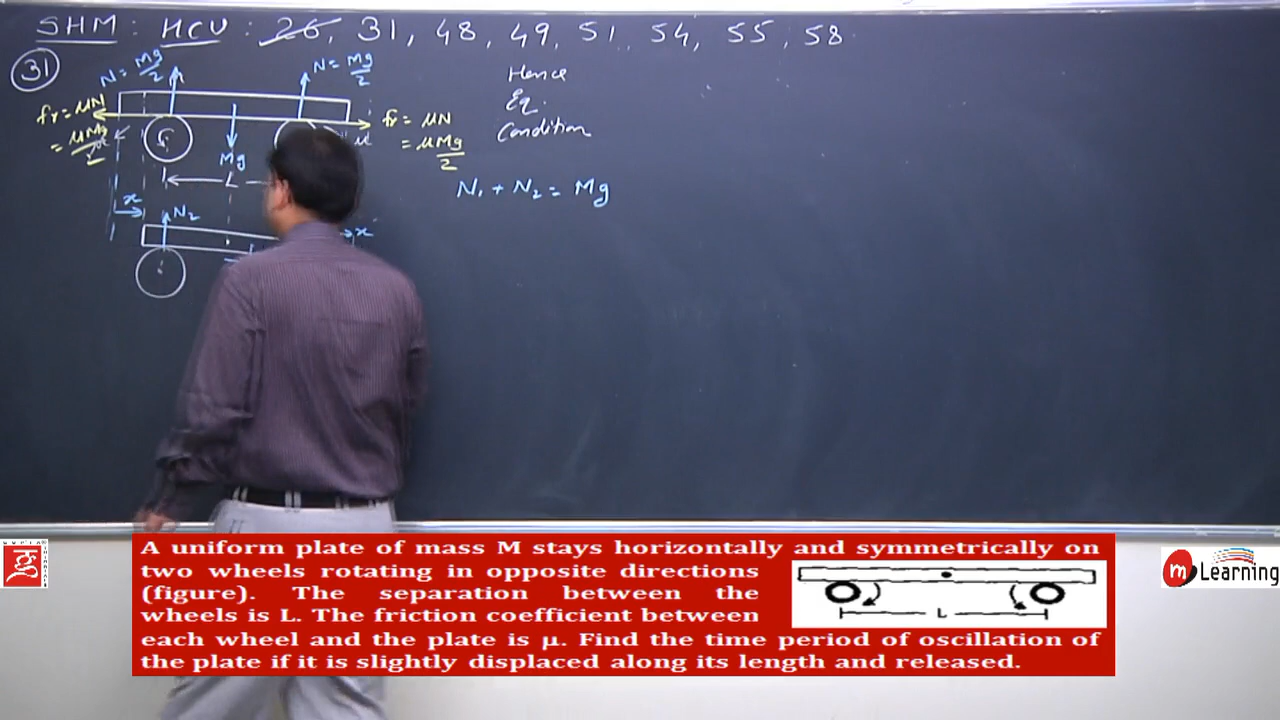 SHM : HCV : 26, 31, 48, 49, 51, 54, 55, 58
31
N = Mg/2
N = Mg/2
fr = μN
= μMg/2
fr = μN
= μMg/2
Mg
L
x
N2
x
Hence
Eq.
Condition
N1 + N2 = Mg
A uniform plate of mass M stays horizontally and symmetrically on
two wheels rotating in opposite directions
(figure). The separation between the
wheels is L. The friction coefficient between
each wheel and the plate is μ. Find the time period of oscillation of
the plate if it is slightly displaced along its length and released.
L
m Learning